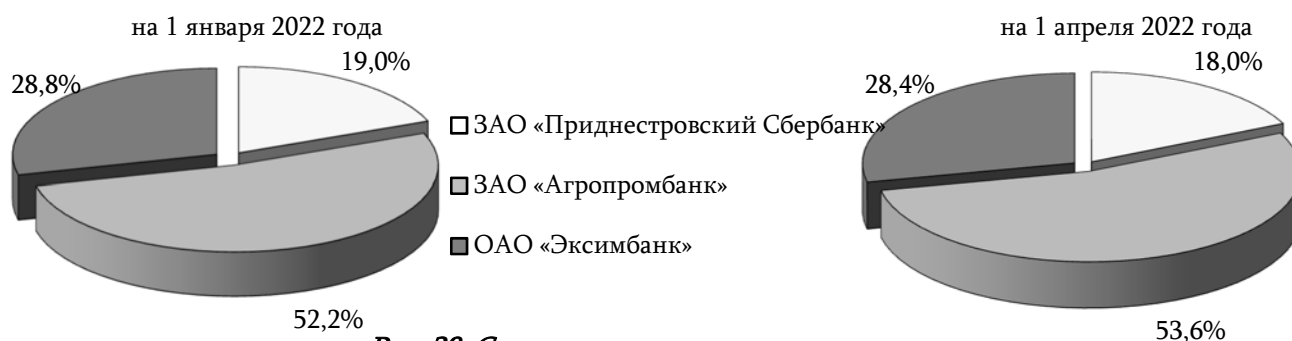 на 1 января 2022 года
на 1 апреля 2022 года
19,0%
28,8%
52,2%
ЗАО «Приднестровский Сбербанк»
ЗАО «Агропромбанк»
ОАО «Эксимбанк»
18,0%
28,4%
53,6%